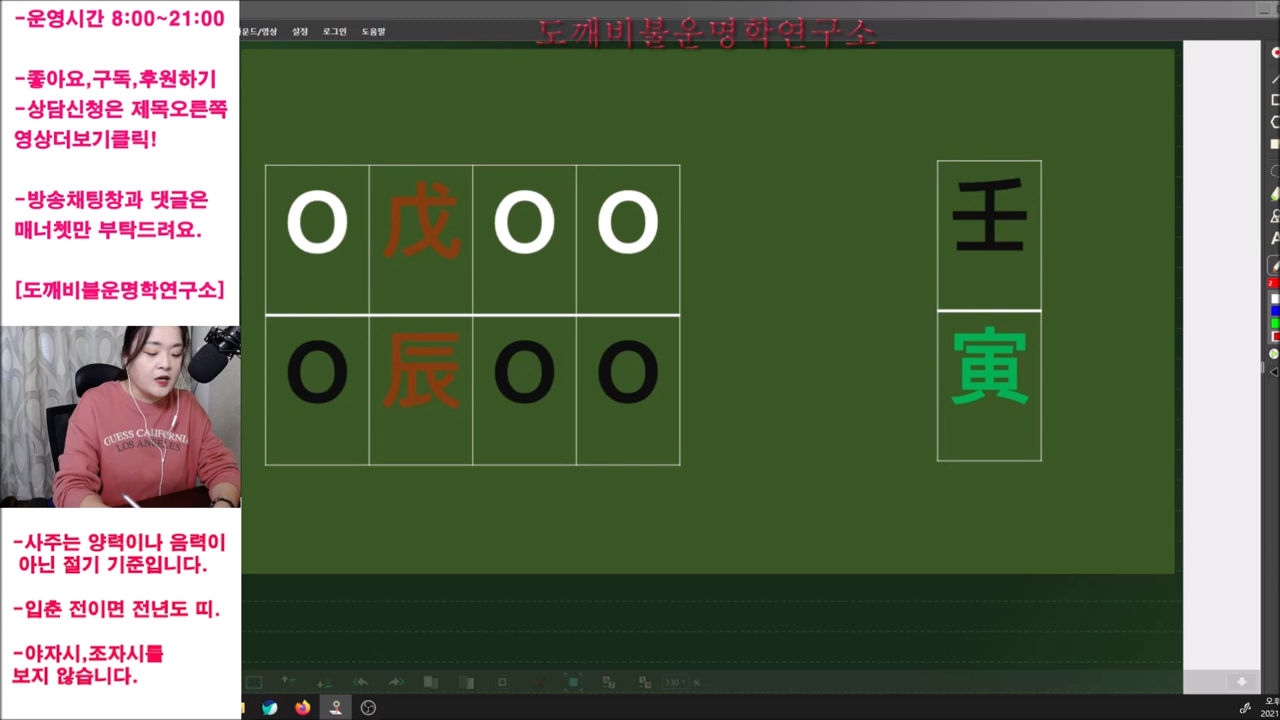 -운영시간 8:00~21:00
-좋아요,구독,후원하기
-상담신청은 제목오른쪽
영상더보기클릭!
-방송채팅창과 댓글은
매너쳇만 부탁드려요.
[도깨비불운명학연구소]
설정 로그인 도움말
도깨비불운명학연구소
O 戊 O O
O 辰 O O
壬
寅
GUESS CALIFORNIA
LOS ANGELES
-사주는 양력이나 음력이
아닌 절기 기준입니다.
-입춘 전이면 전년도 띠.
-야자시,조자시를
보지 않습니다.
130 %
2
오후
2021